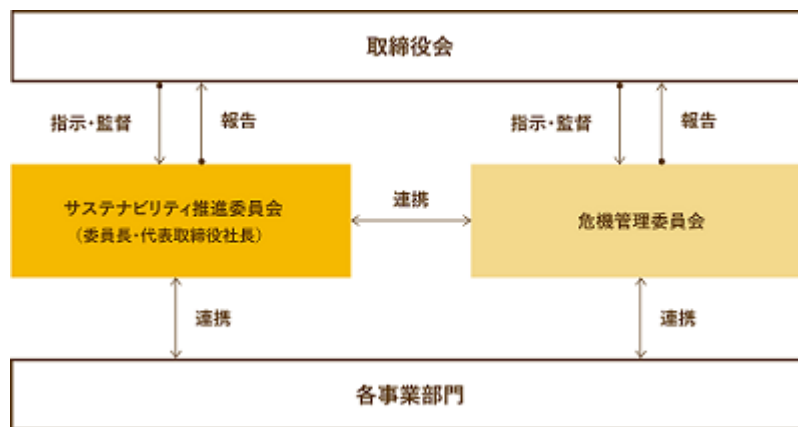 取締役会
指示・監督
報告
指示・監督
報告
サステナビリティ推進委員会
（委員長・代表取締役社長）
連携
危機管理委員会
連携
連携
各事業部門